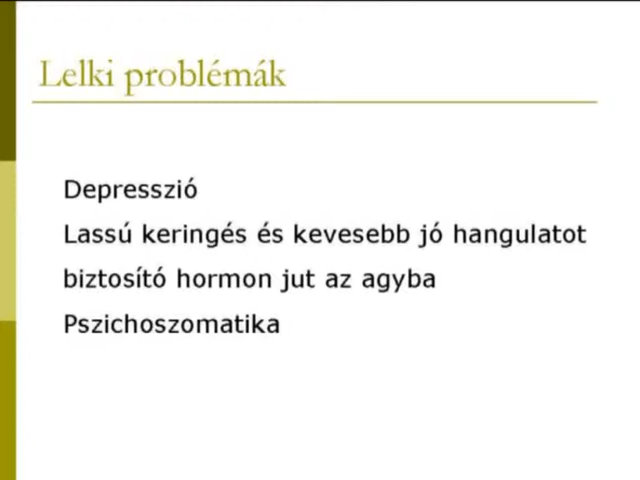 Lelki problémák
Depresszió
Lassú keringés és kevesebb jó hangulatot
biztosító hormon jut az agyba
Pszichoszomatika